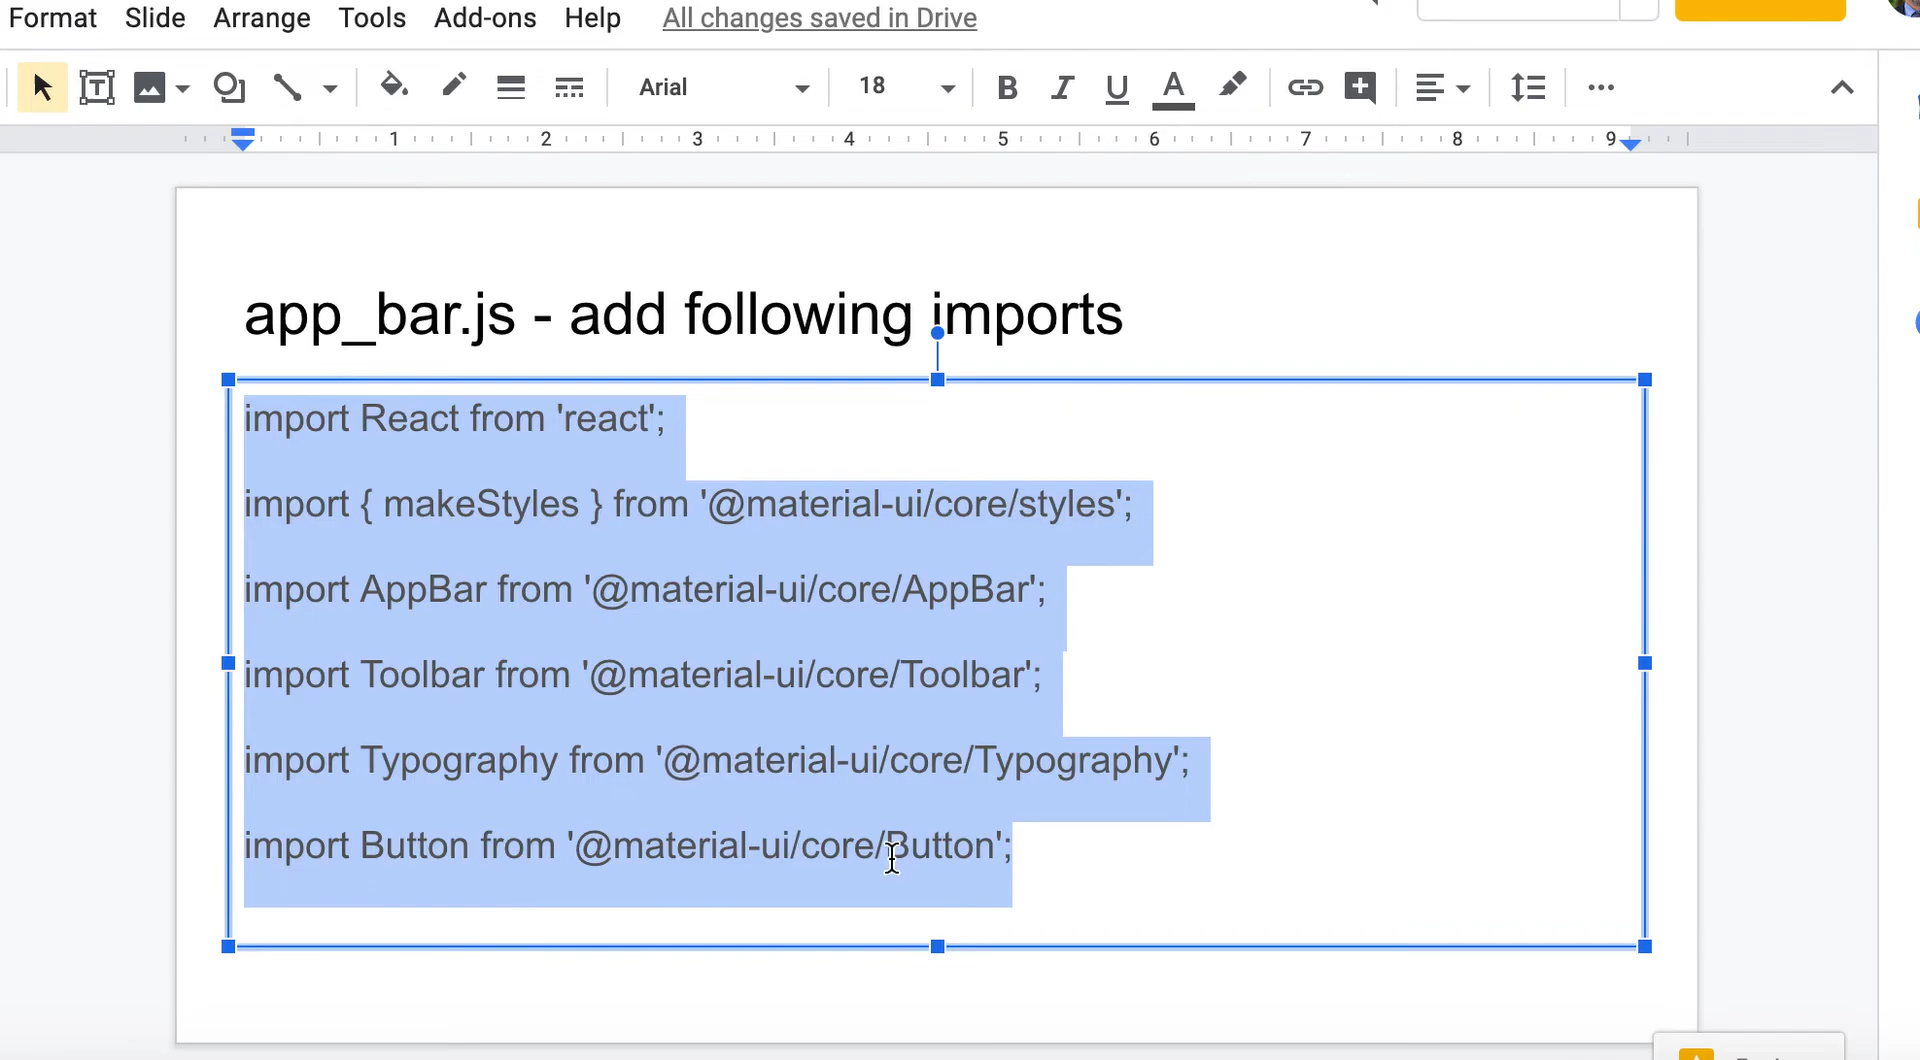 Format Slide Arrange Tools Add-ons Help All changes saved in Drive
Arial 18 B I U A
1 2 3 4 5 6 7 8 9
app_bar.js - add following imports
import React from 'react';
import { makeStyles } from '@material-ui/core/styles';
import AppBar from '@material-ui/core/AppBar';
import Toolbar from '@material-ui/core/Toolbar';
import Typography from '@material-ui/core/Typography';
import Button from '@material-ui/core/Button';